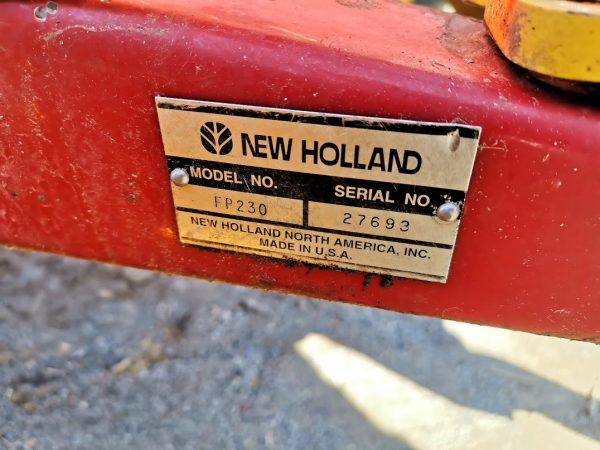 NEW HOLLAND
MODEL NO. SERIAL NO.
FP230 27693
NEW HOLLAND NORTH AMERICA, INC.
MADE IN U.S.A.